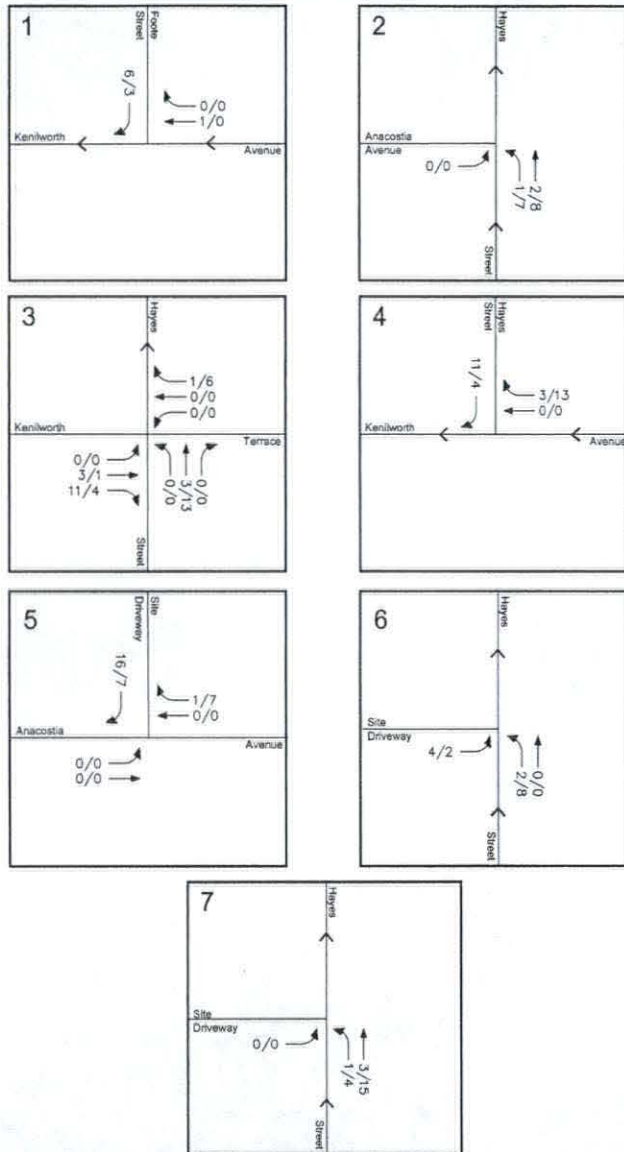 1
Street
Foote
6/3
0/0
1/0
Kenilworth
Avenue
2
Hayes
Anacostia
Avenue
0/0
1/7
2/8
Street
3
Hayes
1/6
0/0
0/0
Kenilworth
Terrace
0/0
3/1
11/4
0/0
3/13
0/0
Street
4
Street
Hayes
11/4
3/13
0/0
Kenilworth
Avenue
5
Driveway
Site
16/7
1/7
0/0
Anacostia
Avenue
0/0
0/0
6
Hayes
Site
Driveway
4/2
2/8
0/0
Street
7
Hayes
Site
Driveway
0/0
1/4
3/15
Street